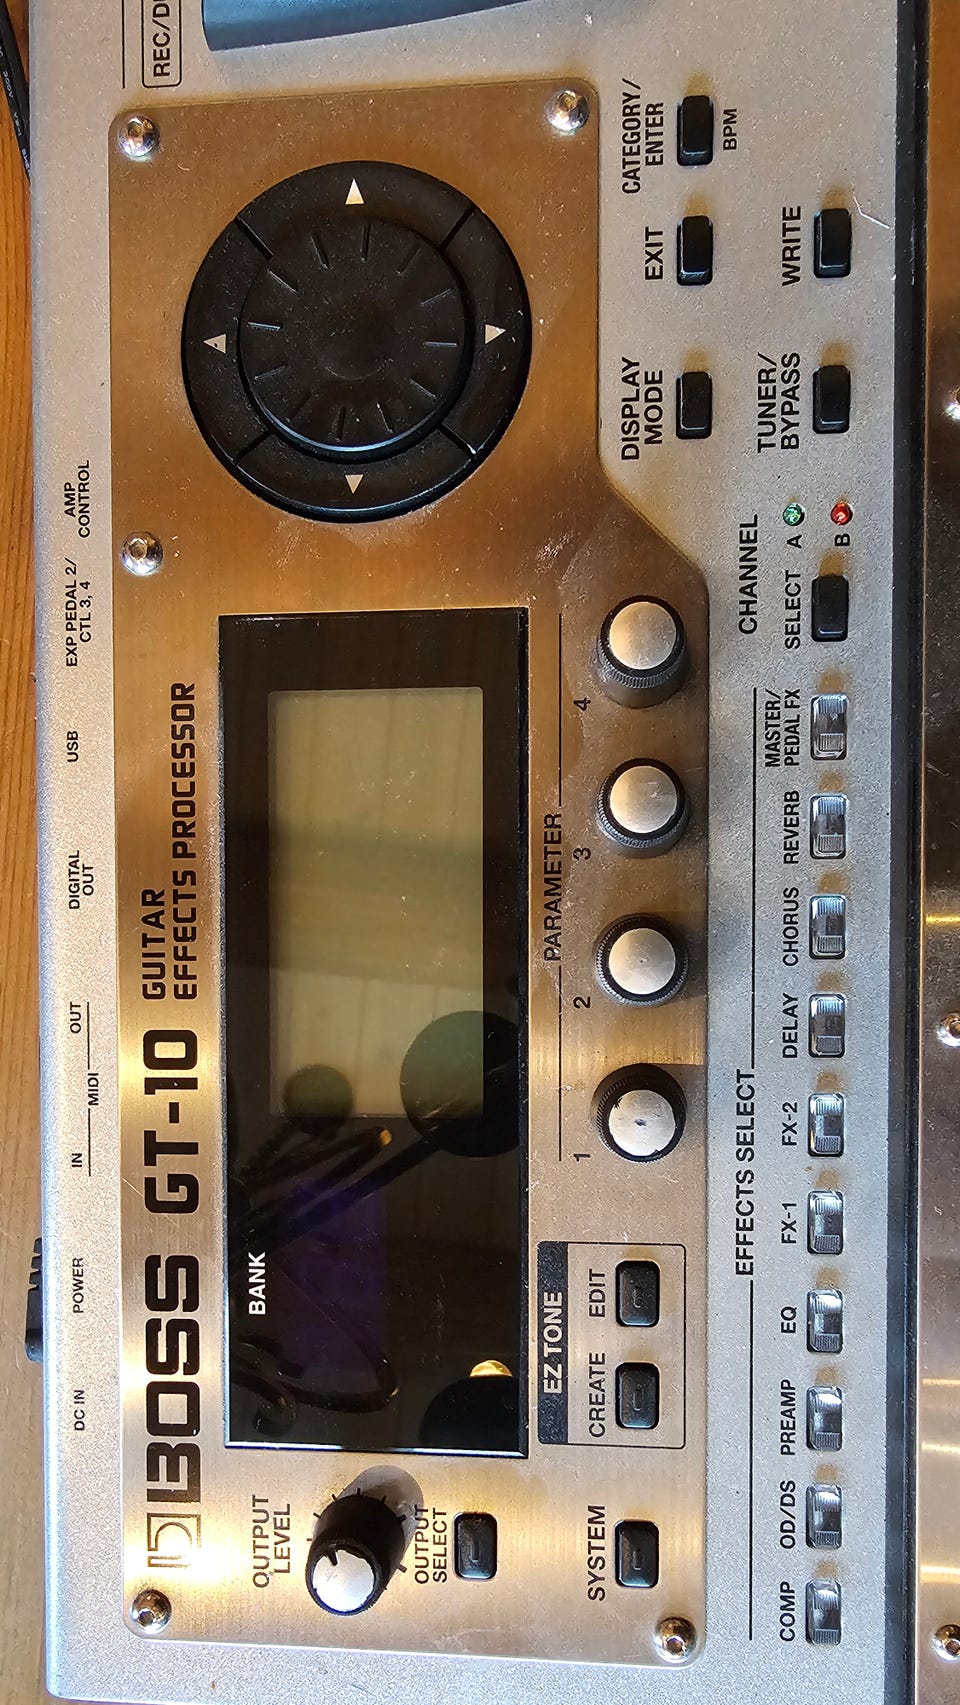 DC IN
POWER
IN
MIDI
OUT
DIGITAL
OUT
USB
EXP PEDAL 2/
CTL 3, 4
AMP
CONTROL
BOSS GT-10
GUITAR
EFFECTS PROCESSOR
OUTPUT
LEVEL
OUTPUT
SELECT
SYSTEM
BANK
EZ TONE
CREATE
EDIT
PARAMETER
1
2
3
4
DISPLAY
MODE
EXIT
CATEGORY/
ENTER
BPM
TUNER/
BYPASS
WRITE
EFFECTS SELECT
COMP
OD/DS
PREAMP
EQ
FX-1
FX-2
DELAY
CHORUS
REVERB
MASTER/
PEDAL FX
CHANNEL
SELECT
A
B